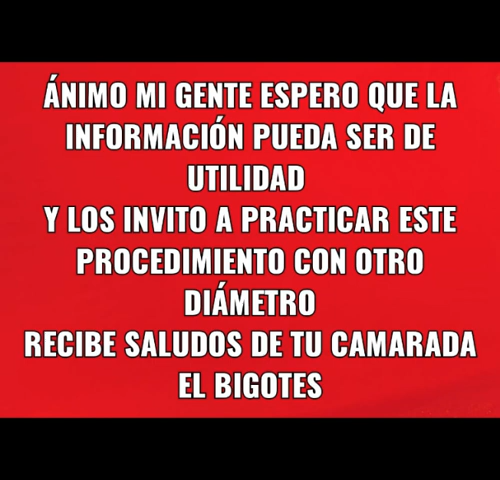 ÁNIMO MI GENTE ESPERO QUE LA
INFORMACIÓN PUEDA SER DE
UTILIDAD
Y LOS INVITO A PRACTICAR ESTE
PROCEDIMIENTO CON OTRO
DIÁMETRO
RECIBE SALUDOS DE TU CAMARADA
EL BIGOTES